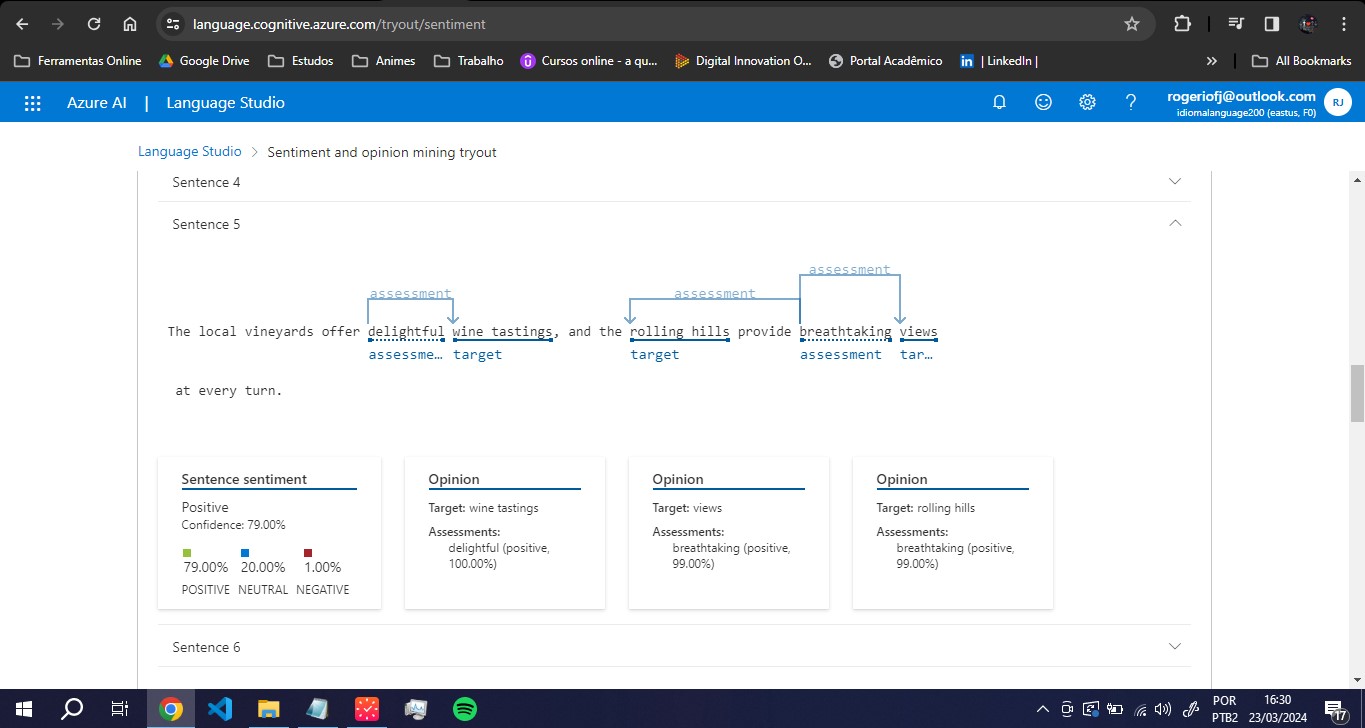 language.cognitive.azure.com/tryout/sentiment
Ferramentas Online Google Drive Estudos Animes Trabalho Cursos online - a qu... Digital Innovation O... Portal Acadêmico | LinkedIn | » All Bookmarks
Azure AI | Language Studio
rogeriofj@outlook.com
idiomalanguage200 (eastus, F0)
RJ
Language Studio > Sentiment and opinion mining tryout
Sentence 4
Sentence 5
assessment
assessment assessment
The local vineyards offer delightful wine tastings, and the rolling hills provide breathtaking views
assessme… target target assessment tar…
at every turn.
Sentence sentiment
Positive
Confidence: 79.00%
79.00% 20.00% 1.00%
POSITIVE NEUTRAL NEGATIVE
Opinion
Target: wine tastings
Assessments:
delightful (positive,
100.00%)
Opinion
Target: views
Assessments:
breathtaking (positive,
99.00%)
Opinion
Target: rolling hills
Assessments:
breathtaking (positive,
99.00%)
Sentence 6
POR
PTB2
16:30
23/03/2024
17